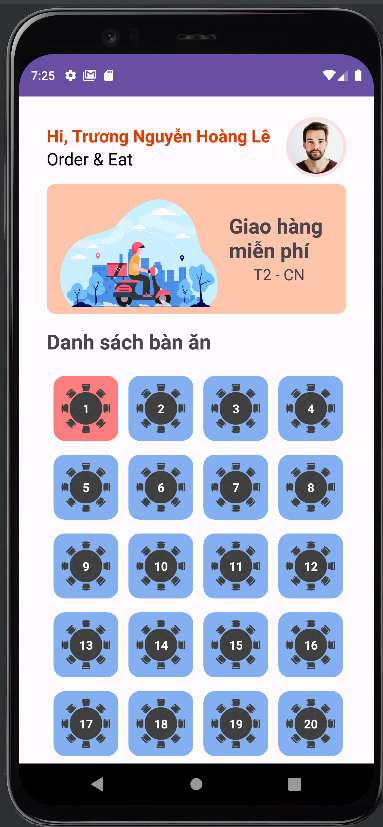 7:25
Hi, Trương Nguyễn Hoàng Lê
Order & Eat
Giao hàng
miễn phí
T2 - CN
Danh sách bàn ăn
1 2 3 4
5 6 7 8
9 10 11 12
13 14 15 16
17 18 19 20